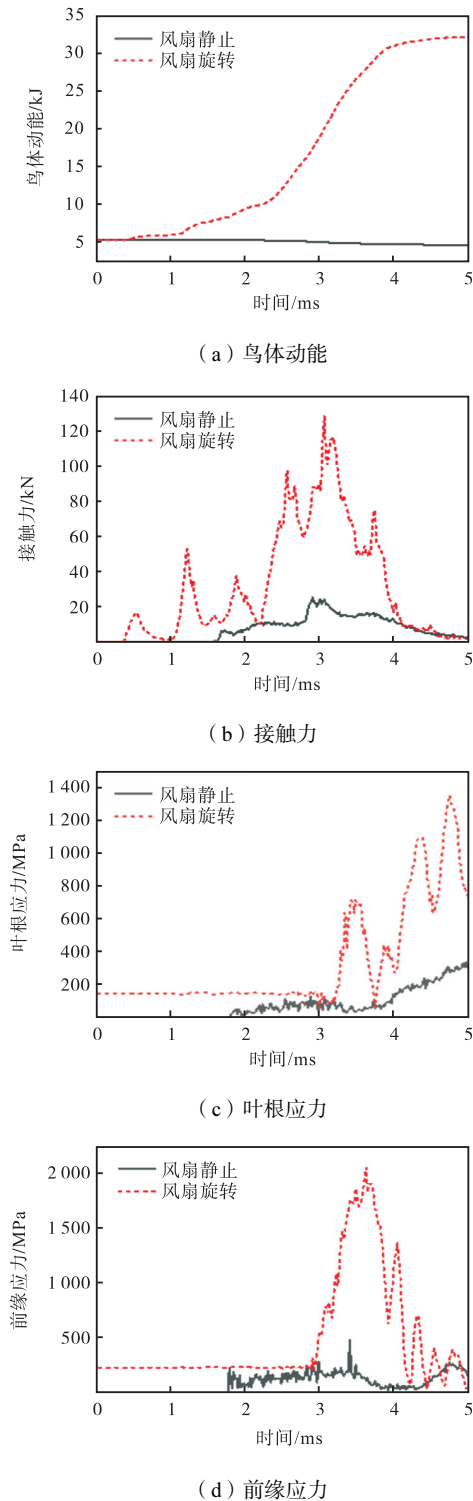 35
30
25
20
15
10
5
鸟体动能/kJ
风扇静止
风扇旋转
0 1 2 3 4 5
时间/ms
(a)鸟体动能
140
120
100
80
60
40
20
接触力/kN
风扇静止
风扇旋转
0 1 2 3 4 5
时间/ms
(b)接触力
1 400
1 200
1 000
800
600
400
200
叶根应力/MPa
风扇静止
风扇旋转
0 1 2 3 4 5
时间/ms
(c)叶根应力
2 000
1 500
1 000
500
前缘应力/MPa
风扇静止
风扇旋转
0 1 2 3 4 5
时间/ms
(d)前缘应力